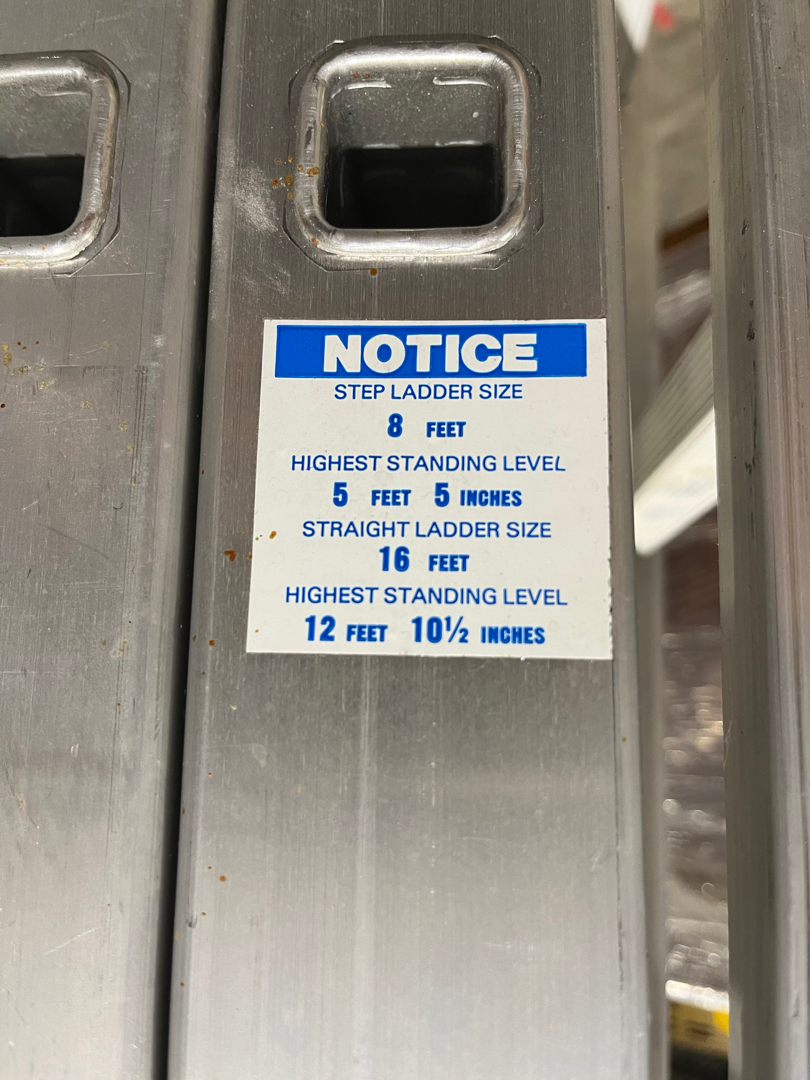 NOTICE
STEP LADDER SIZE
8 FEET
HIGHEST STANDING LEVEL
5 FEET 5 INCHES
STRAIGHT LADDER SIZE
16 FEET
HIGHEST STANDING LEVEL
12 FEET 10½ INCHES